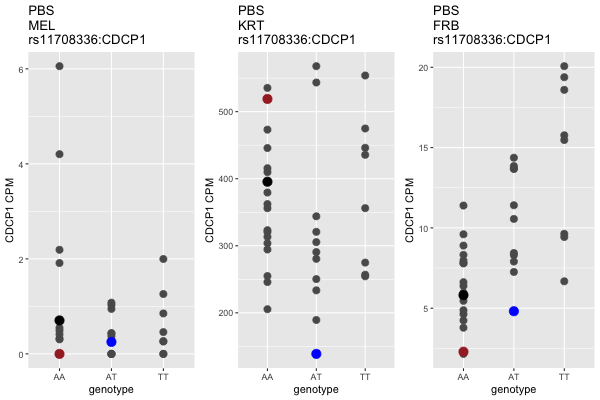 PBS
MEL
rs11708336:CDCP1
CDCP1 CPM
6
4
2
0
AA
AT
TT
genotype
PBS
KRT
rs11708336:CDCP1
CDCP1 CPM
500
400
300
200
AA
AT
TT
genotype
PBS
FRB
rs11708336:CDCP1
CDCP1 CPM
20
15
10
5
AA
AT
TT
genotype